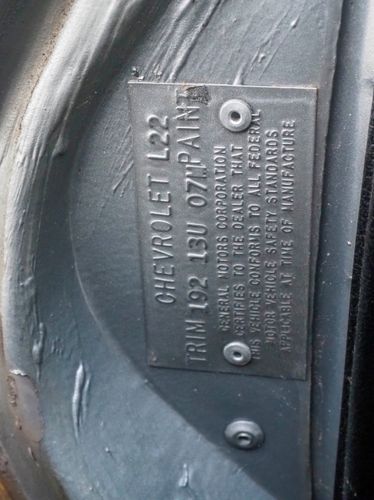 CHEVROLET L22
TRIM 192 13U 07M PAINT
GENERAL MOTORS CORPORATION
CERTIFIES TO THE DEALER THAT
THIS VEHICLE CONFORMS TO ALL FEDERAL
MOTOR VEHICLE SAFETY STANDARDS
APPLICABLE AT TIME OF MANUFACTURE